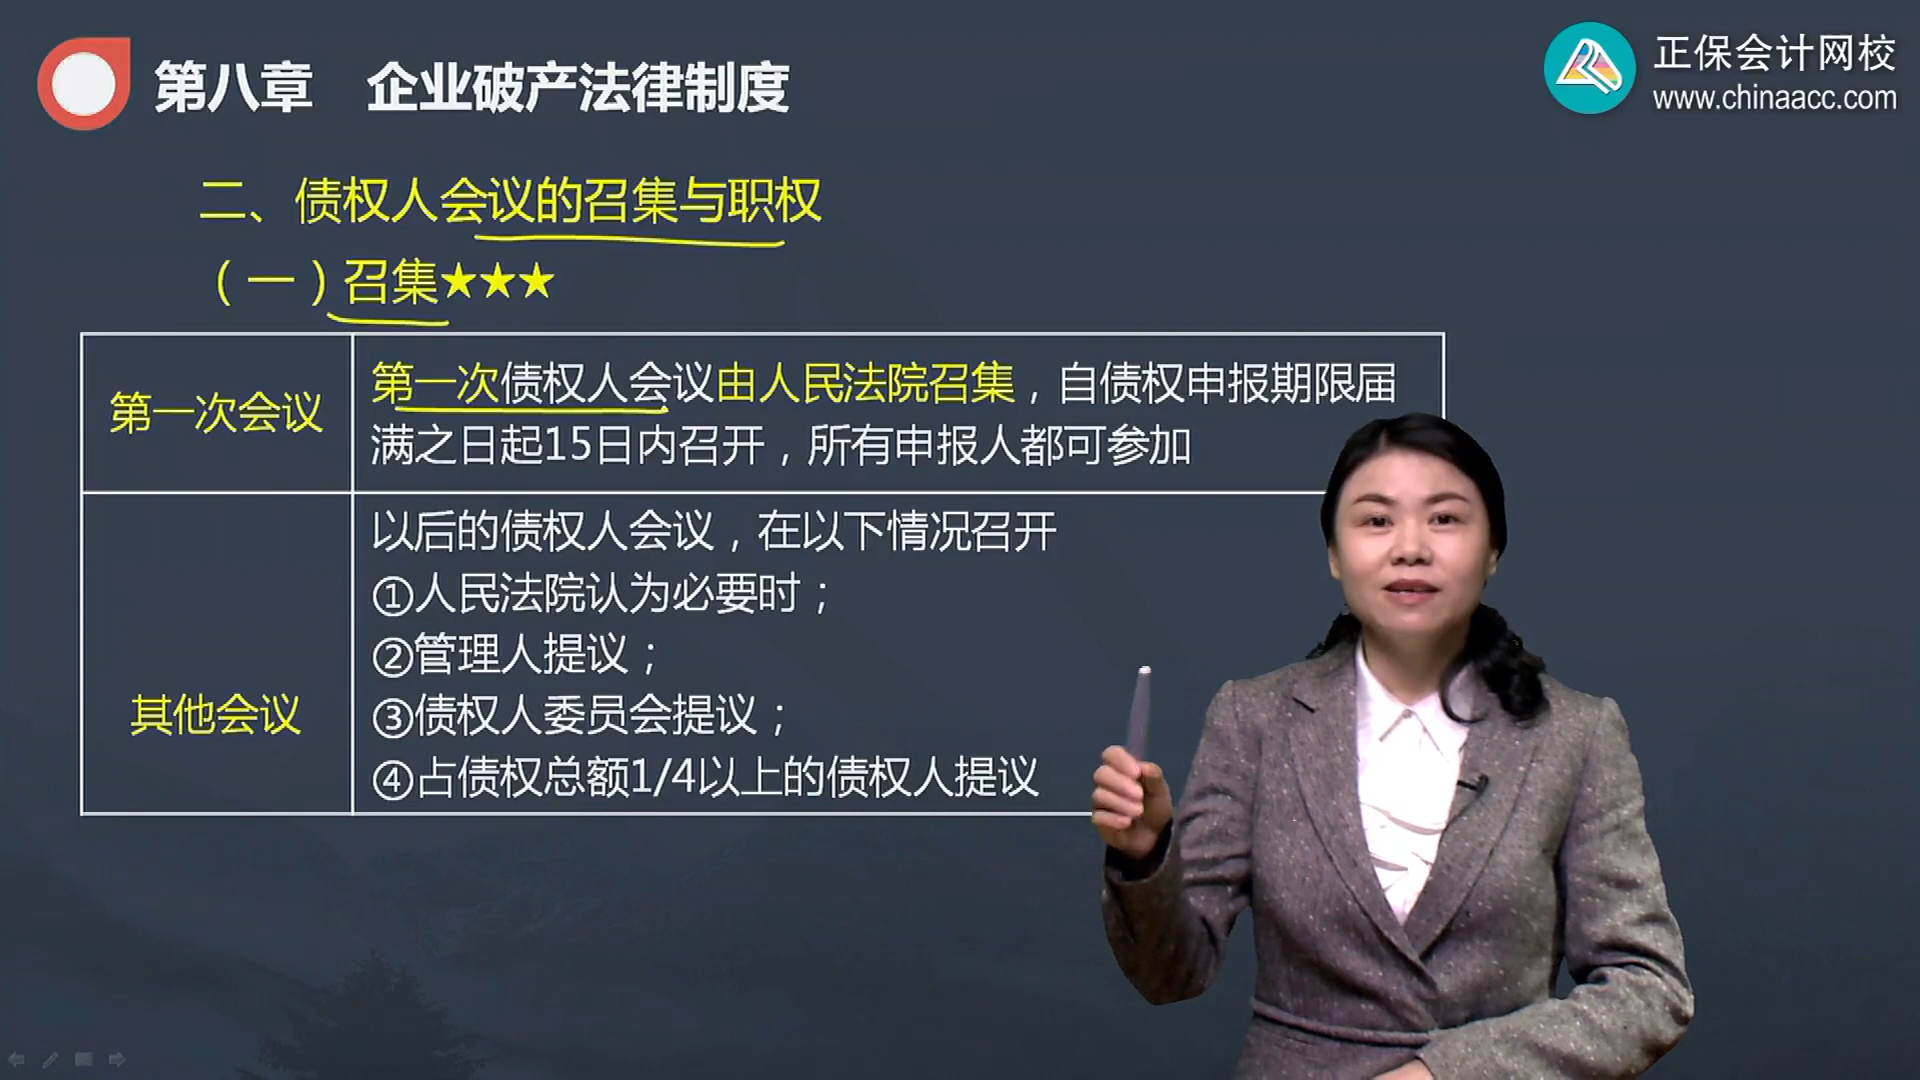 第八章 企业破产法律制度
正保会计网校
www.chinaacc.com
二、债权人会议的召集与职权
（一）召集★★★
第一次会议
第一次债权人会议由人民法院召集，自债权申报期限届
满之日起15日内召开，所有申报人都可参加
其他会议
以后的债权人会议，在以下情况召开
①人民法院认为必要时；
②管理人提议；
③债权人委员会提议；
④占债权总额1/4以上的债权人提议